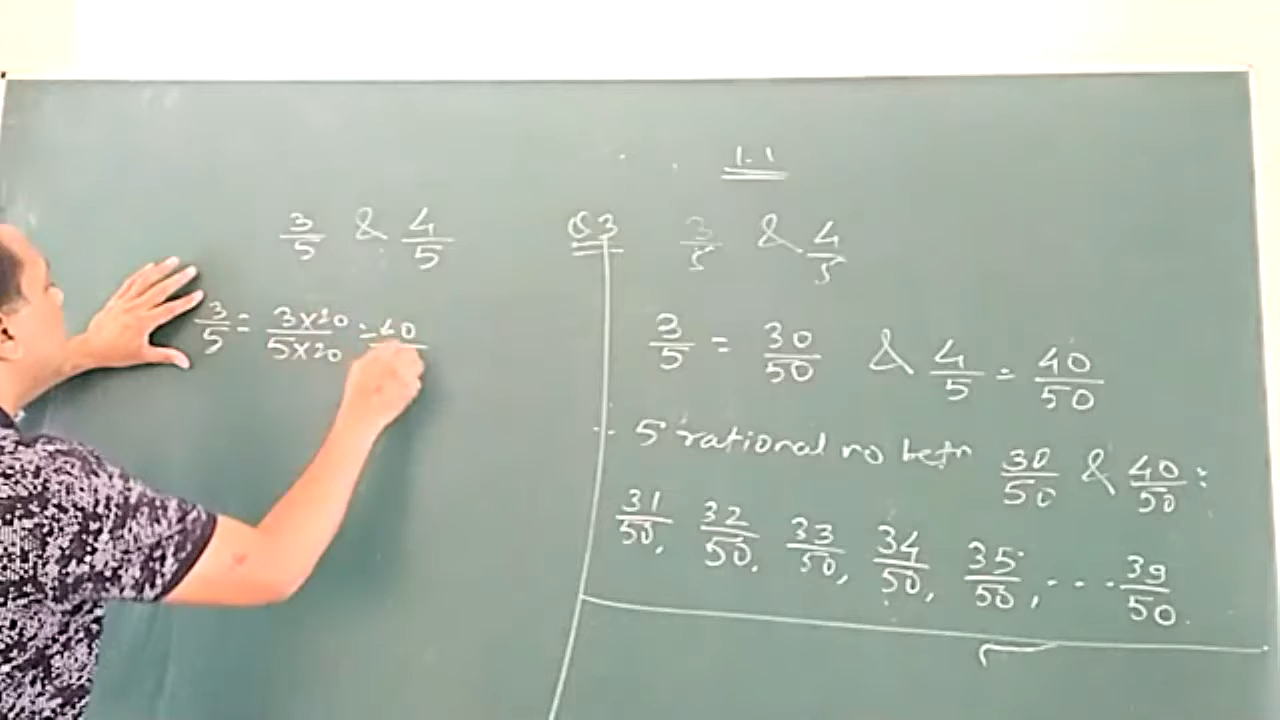 1.1
3/5 & 4/5
3/5 = 3x20/5x20 = 60
Q3 3/5 & 4/5
3/5 = 30/50 & 4/5 = 40/50
5 rational no betn 30/50 & 40/50 :
31/50, 32/50, 33/50, 34/50, 35/50, .... 39/50.